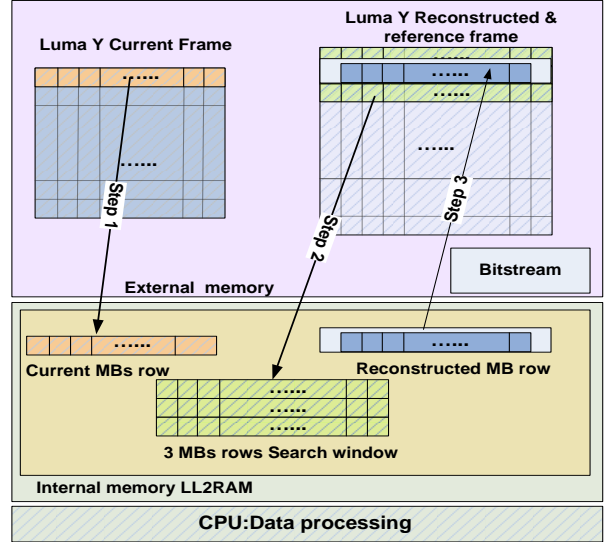 Luma Y Current Frame
Luma Y Reconstructed &
reference frame
......
......
......
......
......
Step 1
Step 2
Step 3
Bitstream
External memory
......
......
Current MBs row
Reconstructed MB row
......
......
......
3 MBs rows Search window
Internal memory LL2RAM
CPU:Data processing